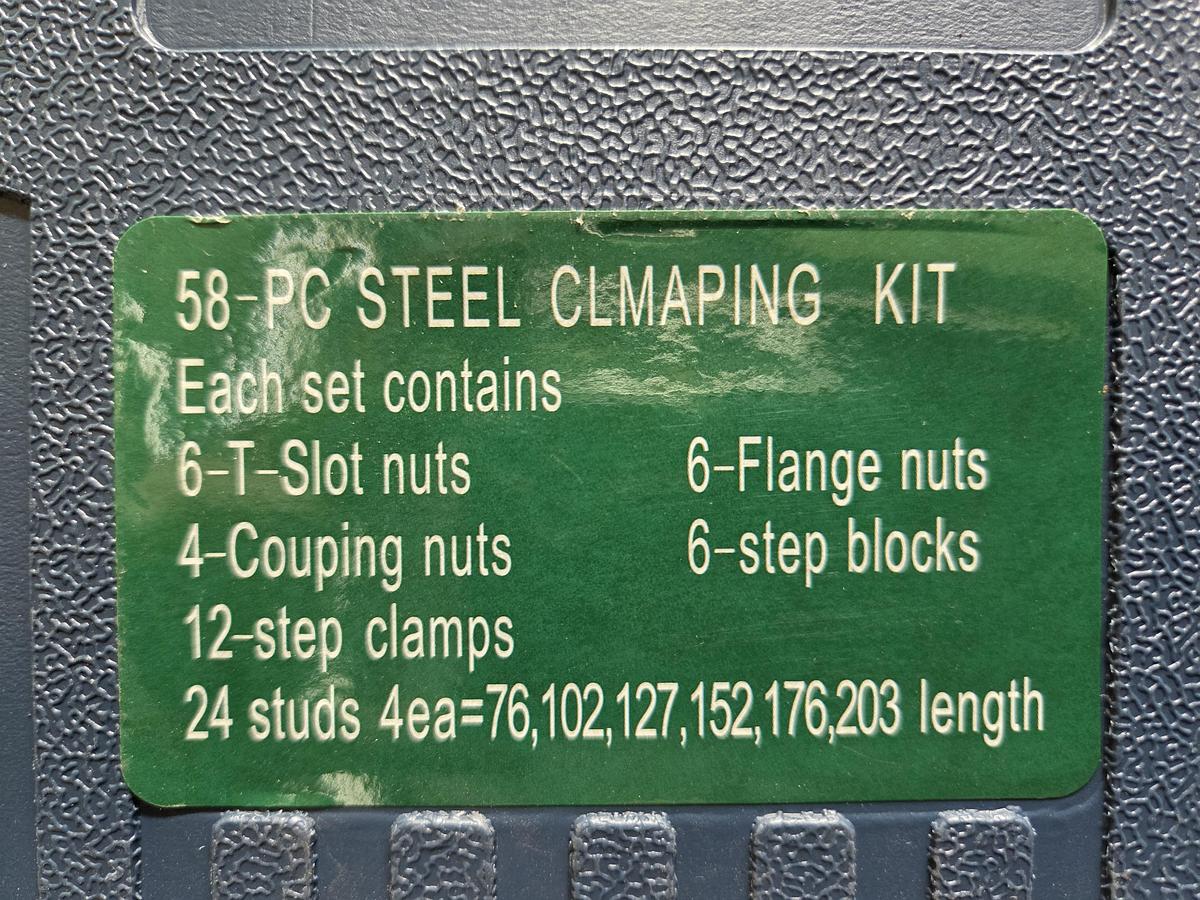 58-PC STEEL CLMAPING KIT
Each set contains
6-T-Slot nuts 6-Flange nuts
4-Couping nuts 6-step blocks
12-step clamps
24 studs 4ea=76,102,127,152,176,203 length